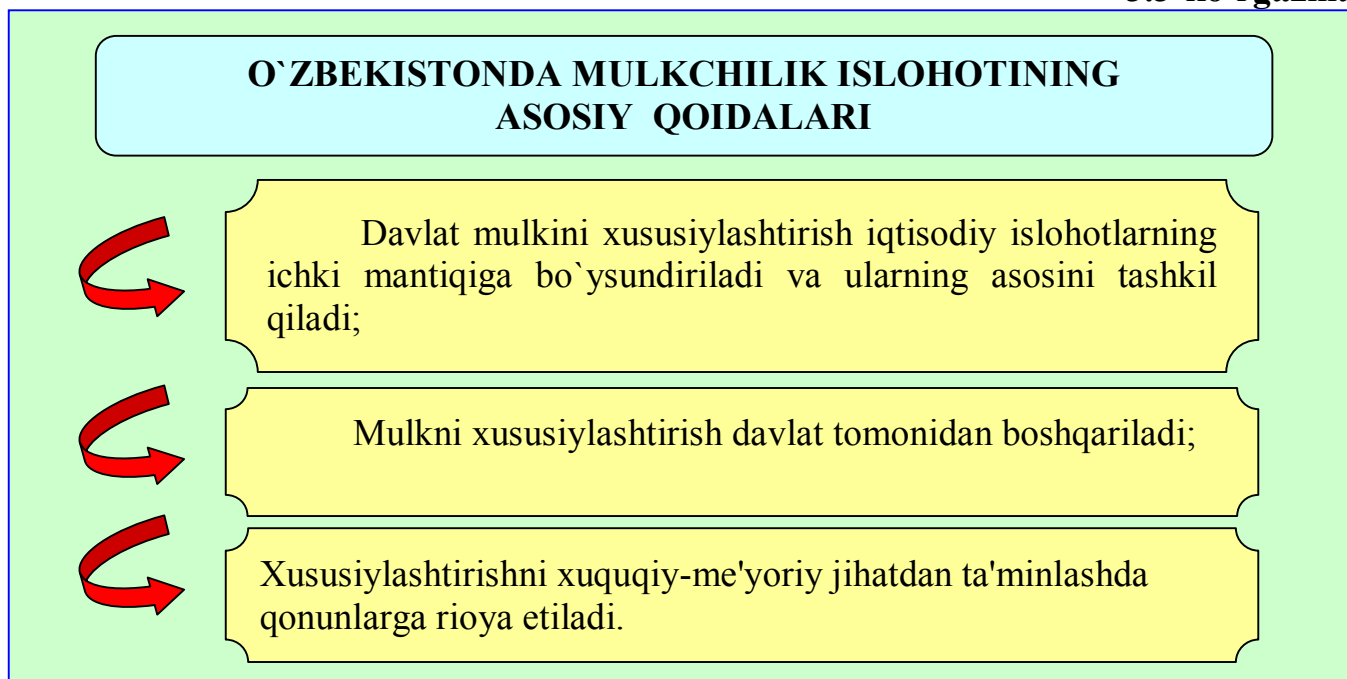 O`ZBEKISTONDA MULKCHILIK ISLOHOTINING
ASOSIY QOIDALARI
Davlat mulkini xususiylashtirish iqtisodiy islohotlarning
ichki mantiqiga bo`ysundiriladi va ularning asosini tashkil
qiladi;
Mulkni xususiylashtirish davlat tomonidan boshqariladi;
Xususiylashtirishni xuquqiy-me'yoriy jihatdan ta'minlashda
qonunlarga rioya etiladi.